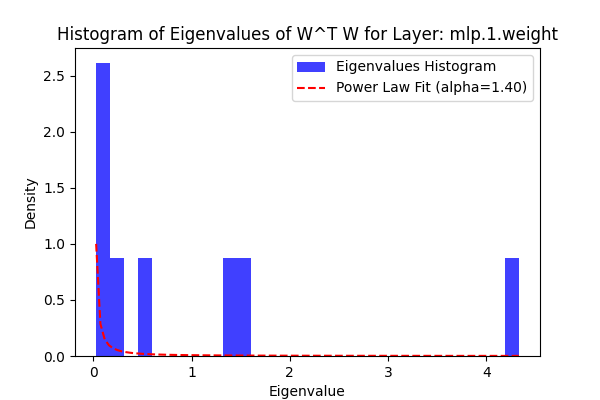 Histogram of Eigenvalues of W^T W for Layer: mlp.1.weight
Eigenvalues Histogram
Power Law Fit (alpha=1.40)
Density
2.5
2.0
1.5
1.0
0.5
0.0
0 1 2 3 4
Eigenvalue